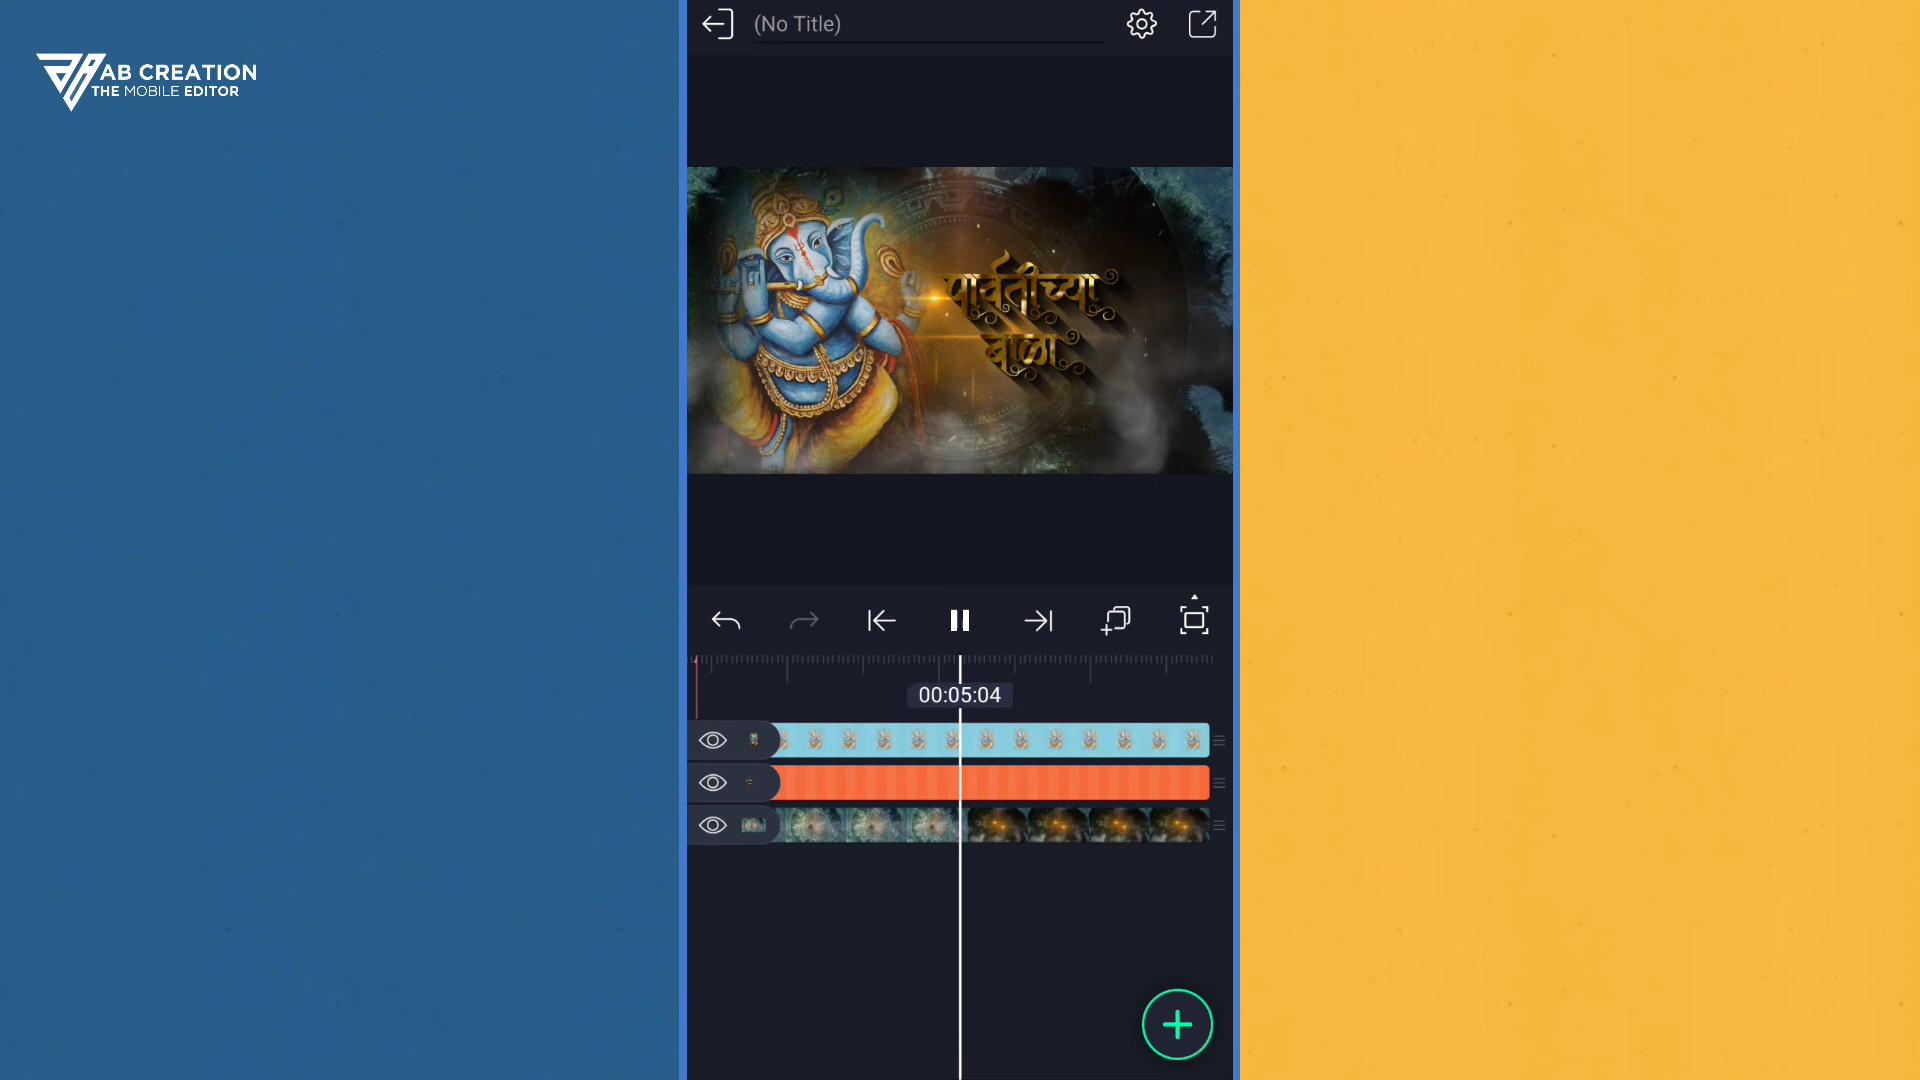 AB CREATION
THE MOBILE EDITOR
(No Title)
पार्वतीच्या
बाळा
00:05:04